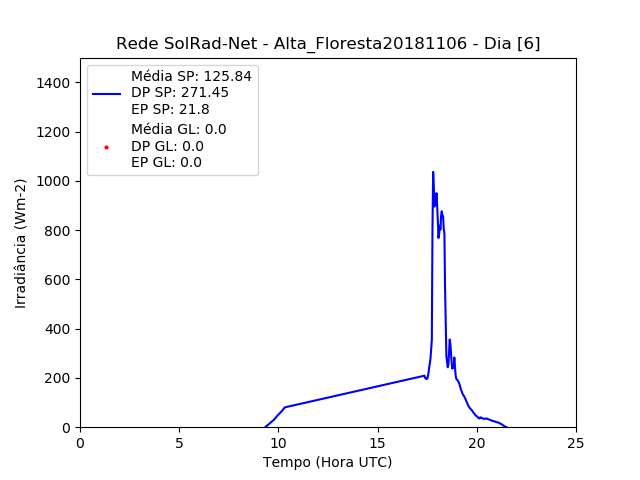 Rede SolRad-Net - Alta_Floresta20181106 - Dia [6]
Média SP: 125.84
DP SP: 271.45
EP SP: 21.8
Média GL: 0.0
DP GL: 0.0
EP GL: 0.0
1400
1200
1000
800
600
400
200
0
Irradiância (Wm-2)
0 5 10 15 20 25
Tempo (Hora UTC)